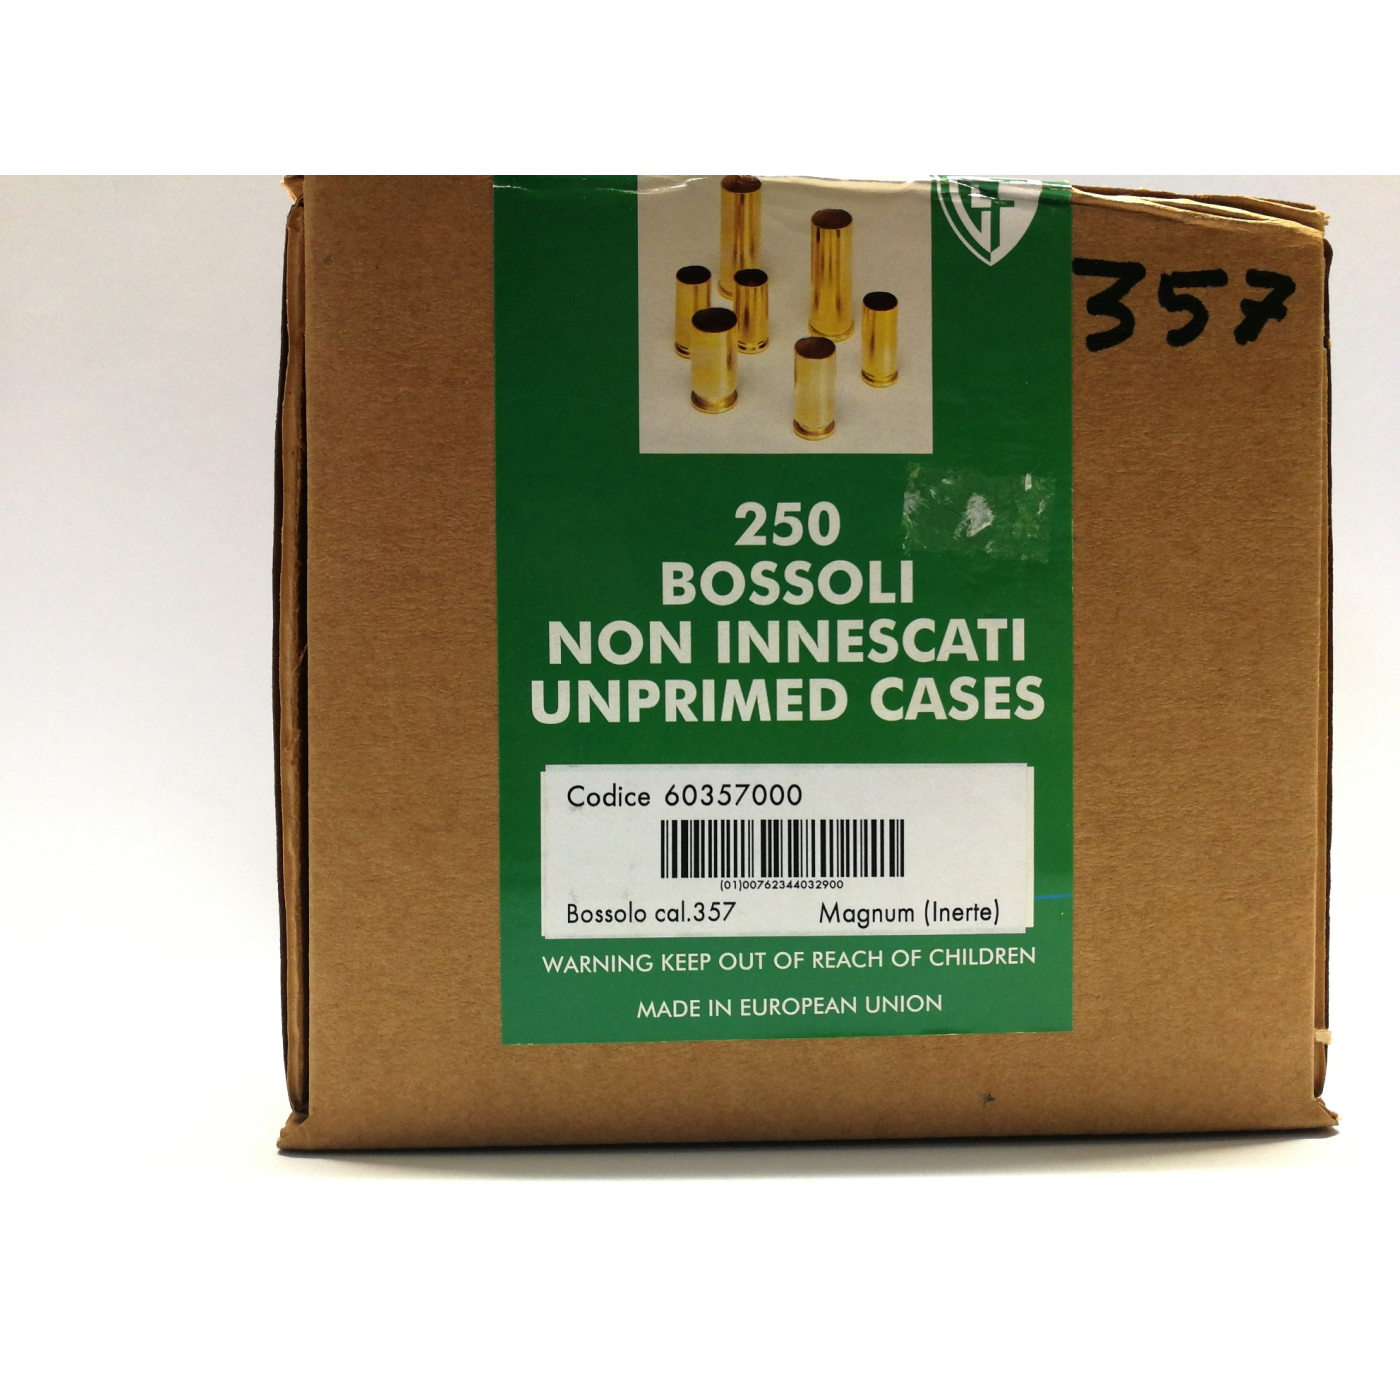 357
250
BOSSOLI
NON INNESCATI
UNPRIMED CASES
Codice 60357000
(01)00762344032900
Bossolo cal.357 Magnum (Inerte)
WARNING KEEP OUT OF REACH OF CHILDREN
MADE IN EUROPEAN UNION